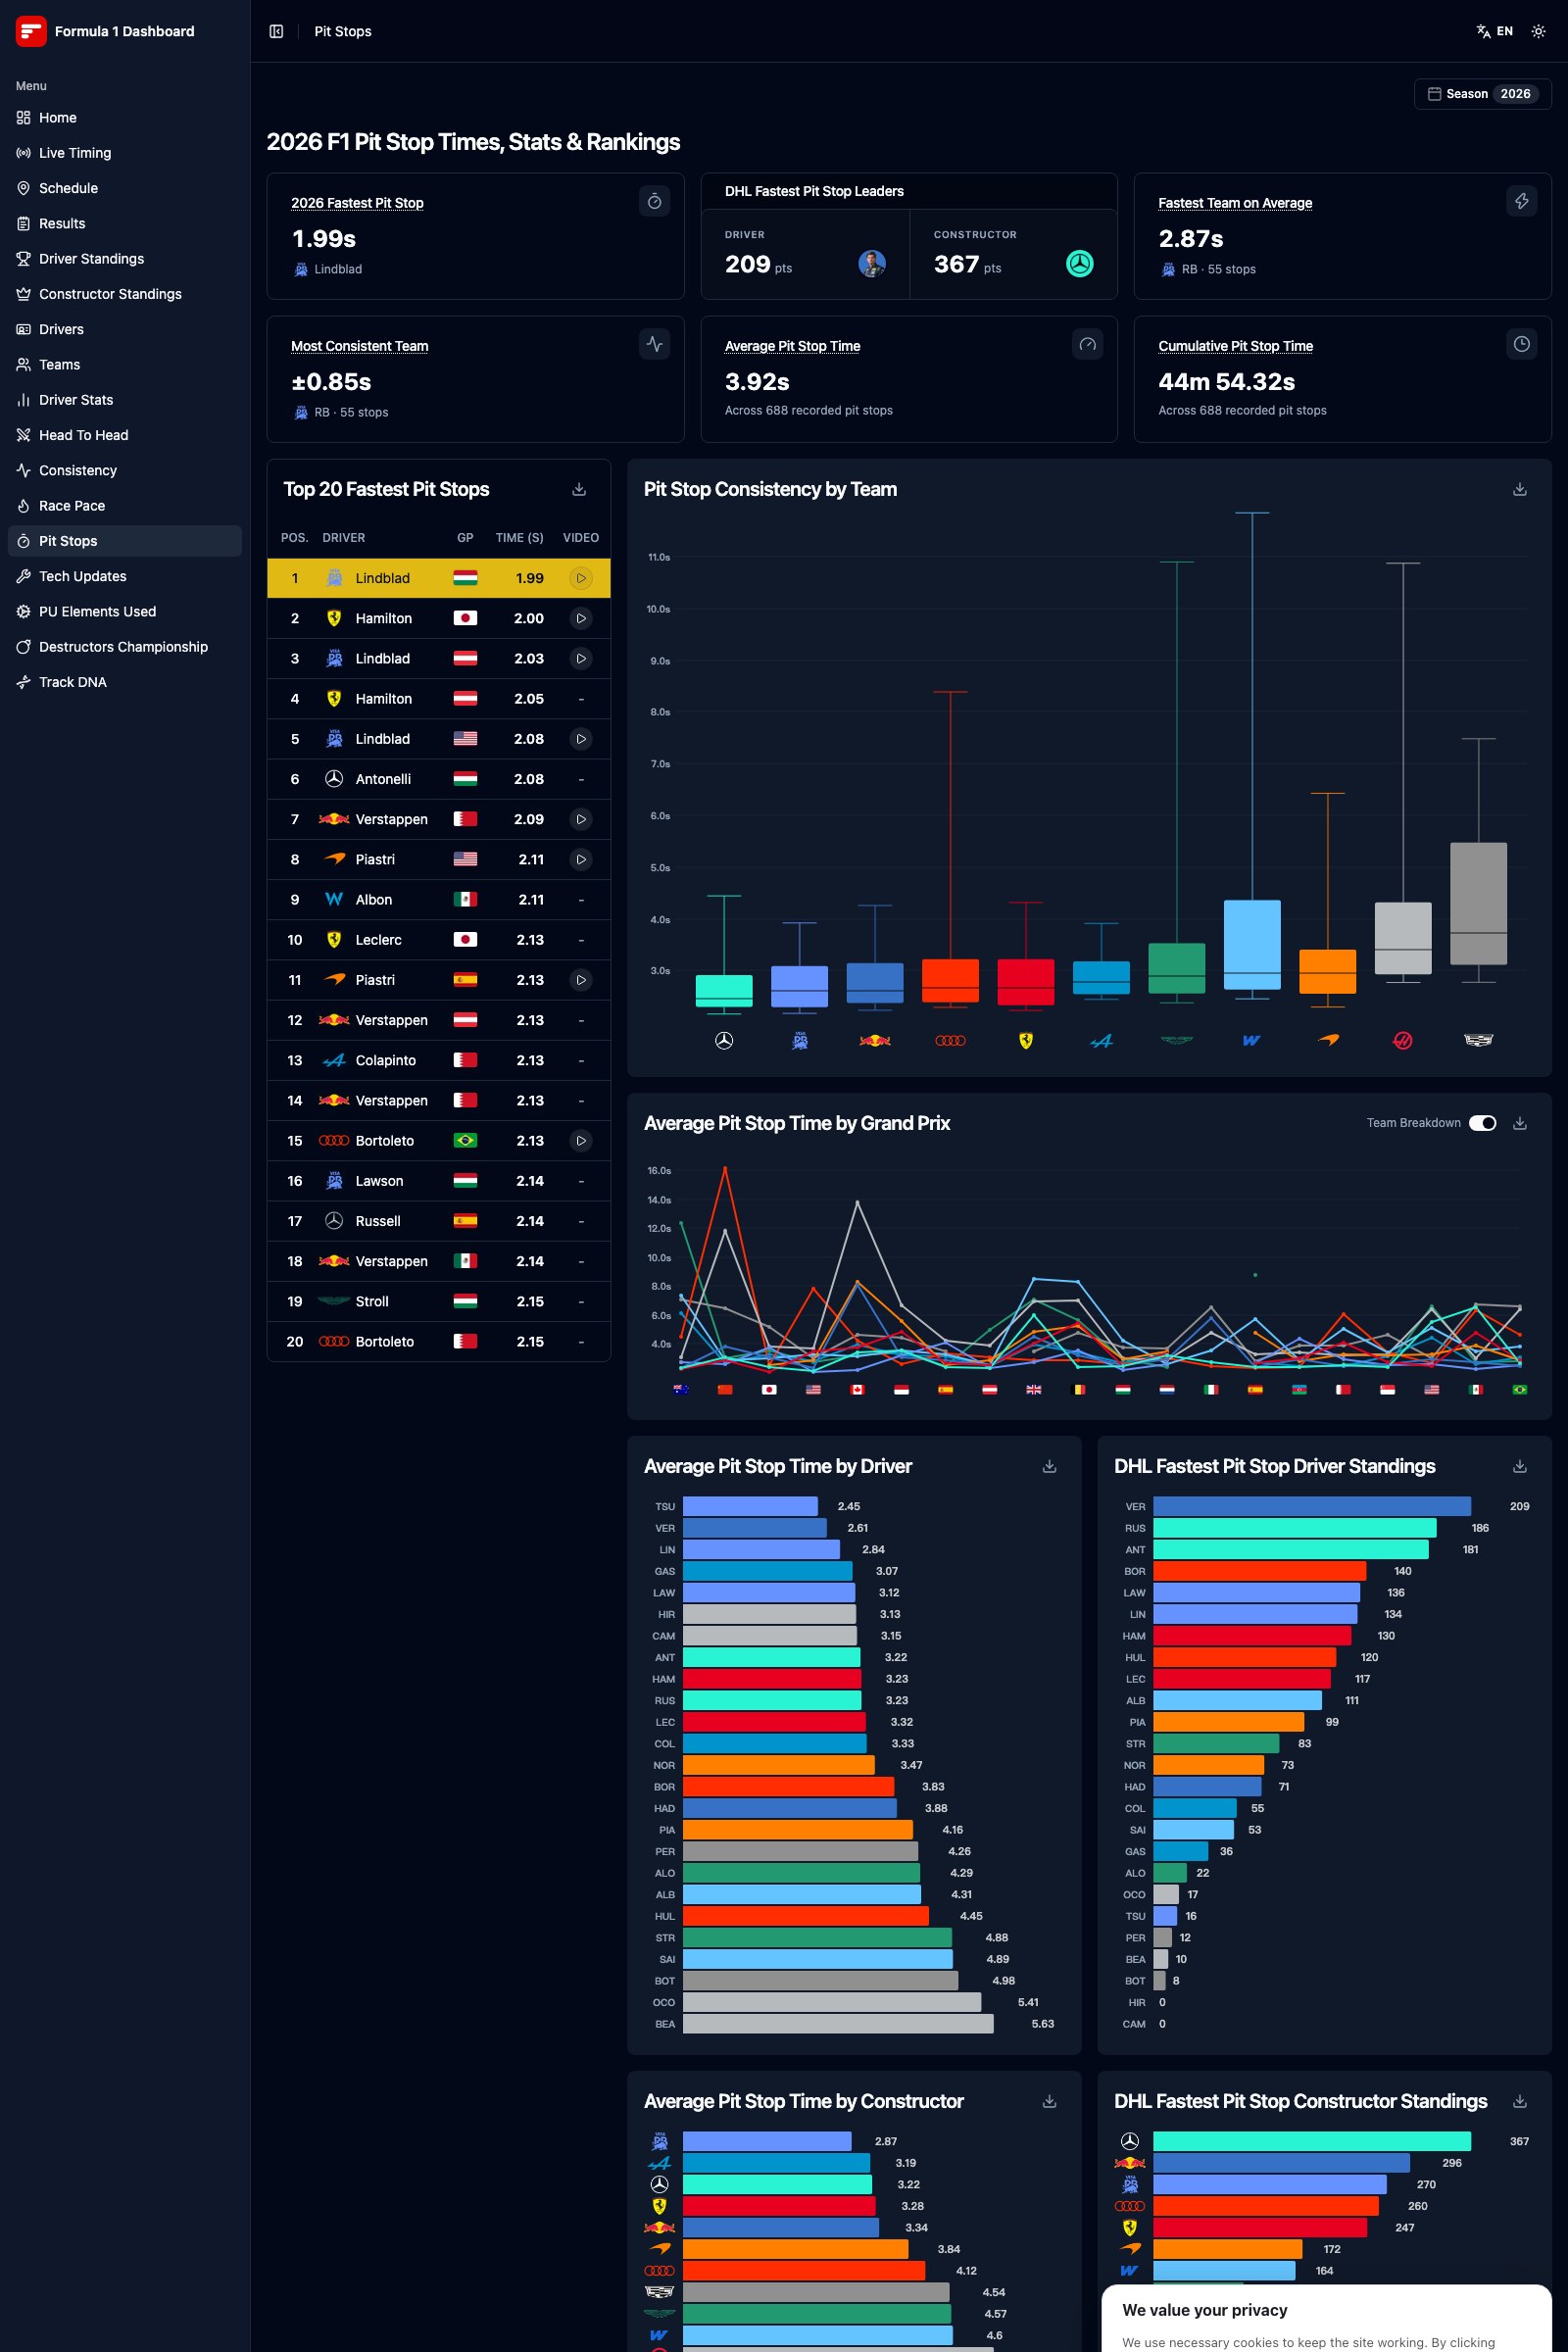 Formula 1 Dashboard
Menu
Home
Live Timing
Schedule
Results
Driver Standings
Constructor Standings
Drivers
Teams
Driver Stats
Head To Head
Consistency
Race Pace
Pit Stops
Tech Updates
PU Elements Used
Destructors Championship
Track DNA
Pit Stops
EN
Season 2026
2026 F1 Pit Stop Times, Stats & Rankings
2026 Fastest Pit Stop
1.99s
Lindblad
DHL Fastest Pit Stop Leaders
DRIVER
209 pts
CONSTRUCTOR
367 pts
Fastest Team on Average
2.87s
RB · 55 stops
Most Consistent Team
±0.85s
RB · 55 stops
Average Pit Stop Time
3.92s
Across 688 recorded pit stops
Cumulative Pit Stop Time
44m 54.32s
Across 688 recorded pit stops
Top 20 Fastest Pit Stops
POS. DRIVER GP TIME (S) VIDEO
1 Lindblad 1.99
2 Hamilton 2.00
3 Lindblad 2.03
4 Hamilton 2.05 -
5 Lindblad 2.08
6 Antonelli 2.08 -
7 Verstappen 2.09
8 Piastri 2.11
9 Albon 2.11 -
10 Leclerc 2.13 -
11 Piastri 2.13
12 Verstappen 2.13 -
13 Colapinto 2.13 -
14 Verstappen 2.13 -
15 Bortoleto 2.13
16 Lawson 2.14 -
17 Russell 2.14 -
18 Verstappen 2.14 -
19 Stroll 2.15 -
20 Bortoleto 2.15 -
Pit Stop Consistency by Team
11.0s
10.0s
9.0s
8.0s
7.0s
6.0s
5.0s
4.0s
3.0s
Average Pit Stop Time by Grand Prix
Team Breakdown
16.0s
14.0s
12.0s
10.0s
8.0s
6.0s
4.0s
Average Pit Stop Time by Driver
TSU 2.45
VER 2.61
LIN 2.84
GAS 3.07
LAW 3.12
HIR 3.13
CAM 3.15
ANT 3.22
HAM 3.23
RUS 3.23
LEC 3.32
COL 3.33
NOR 3.47
BOR 3.83
HAD 3.88
PIA 4.16
PER 4.26
ALO 4.29
ALB 4.31
HUL 4.45
STR 4.88
SAI 4.89
BOT 4.98
OCO 5.41
BEA 5.63
DHL Fastest Pit Stop Driver Standings
VER 209
RUS 186
ANT 181
BOR 140
LAW 136
LIN 134
HAM 130
HUL 120
LEC 117
ALB 111
PIA 99
STR 83
NOR 73
HAD 71
COL 55
SAI 53
GAS 36
ALO 22
OCO 17
TSU 16
PER 12
BEA 10
BOT 8
HIR 0
CAM 0
Average Pit Stop Time by Constructor
2.87
3.19
3.22
3.28
3.34
3.84
4.12
4.54
4.57
4.6
DHL Fastest Pit Stop Constructor Standings
367
296
270
260
247
172
164
We value your privacy
We use necessary cookies to keep the site working. By clicking